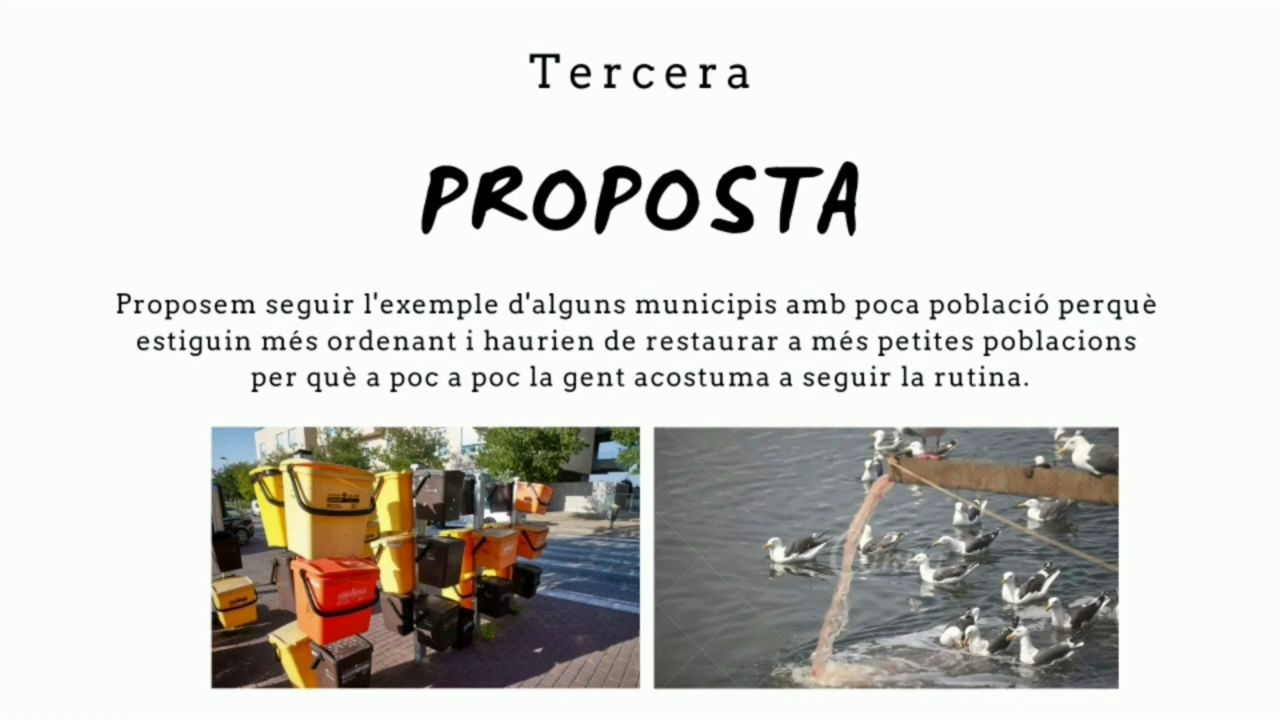 Tercera
PROPOSTA
Proposem seguir l'exemple d'alguns municipis amb poca població perquè
estiguin més ordenant i haurien de restaurar a més petites poblacions
per què a poc a poc la gent acostuma a seguir la rutina.